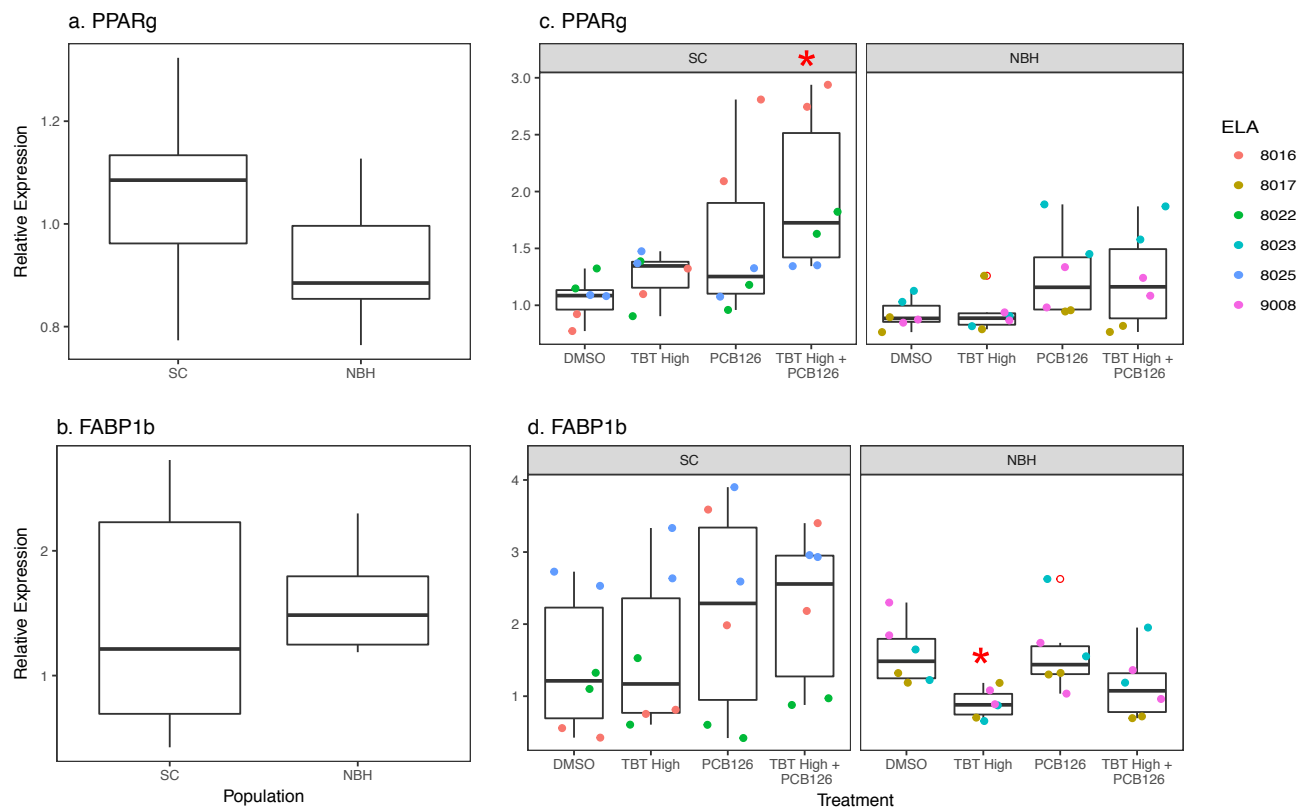 a. PPARg
Relative Expression
1.2
1.0
0.8
SC
NBH
c. PPARg
SC
*
NBH
3.0
2.5
2.0
1.5
1.0
DMSO
TBT High
PCB126
TBT High +
PCB126
DMSO
TBT High
PCB126
TBT High +
PCB126
ELA
8016
8017
8022
8023
8025
9008
b. FABP1b
Relative Expression
2
1
SC
NBH
Population
d. FABP1b
SC
NBH
4
3
2
1
*
DMSO
TBT High
PCB126
TBT High +
PCB126
DMSO
TBT High
PCB126
TBT High +
PCB126
Treatment